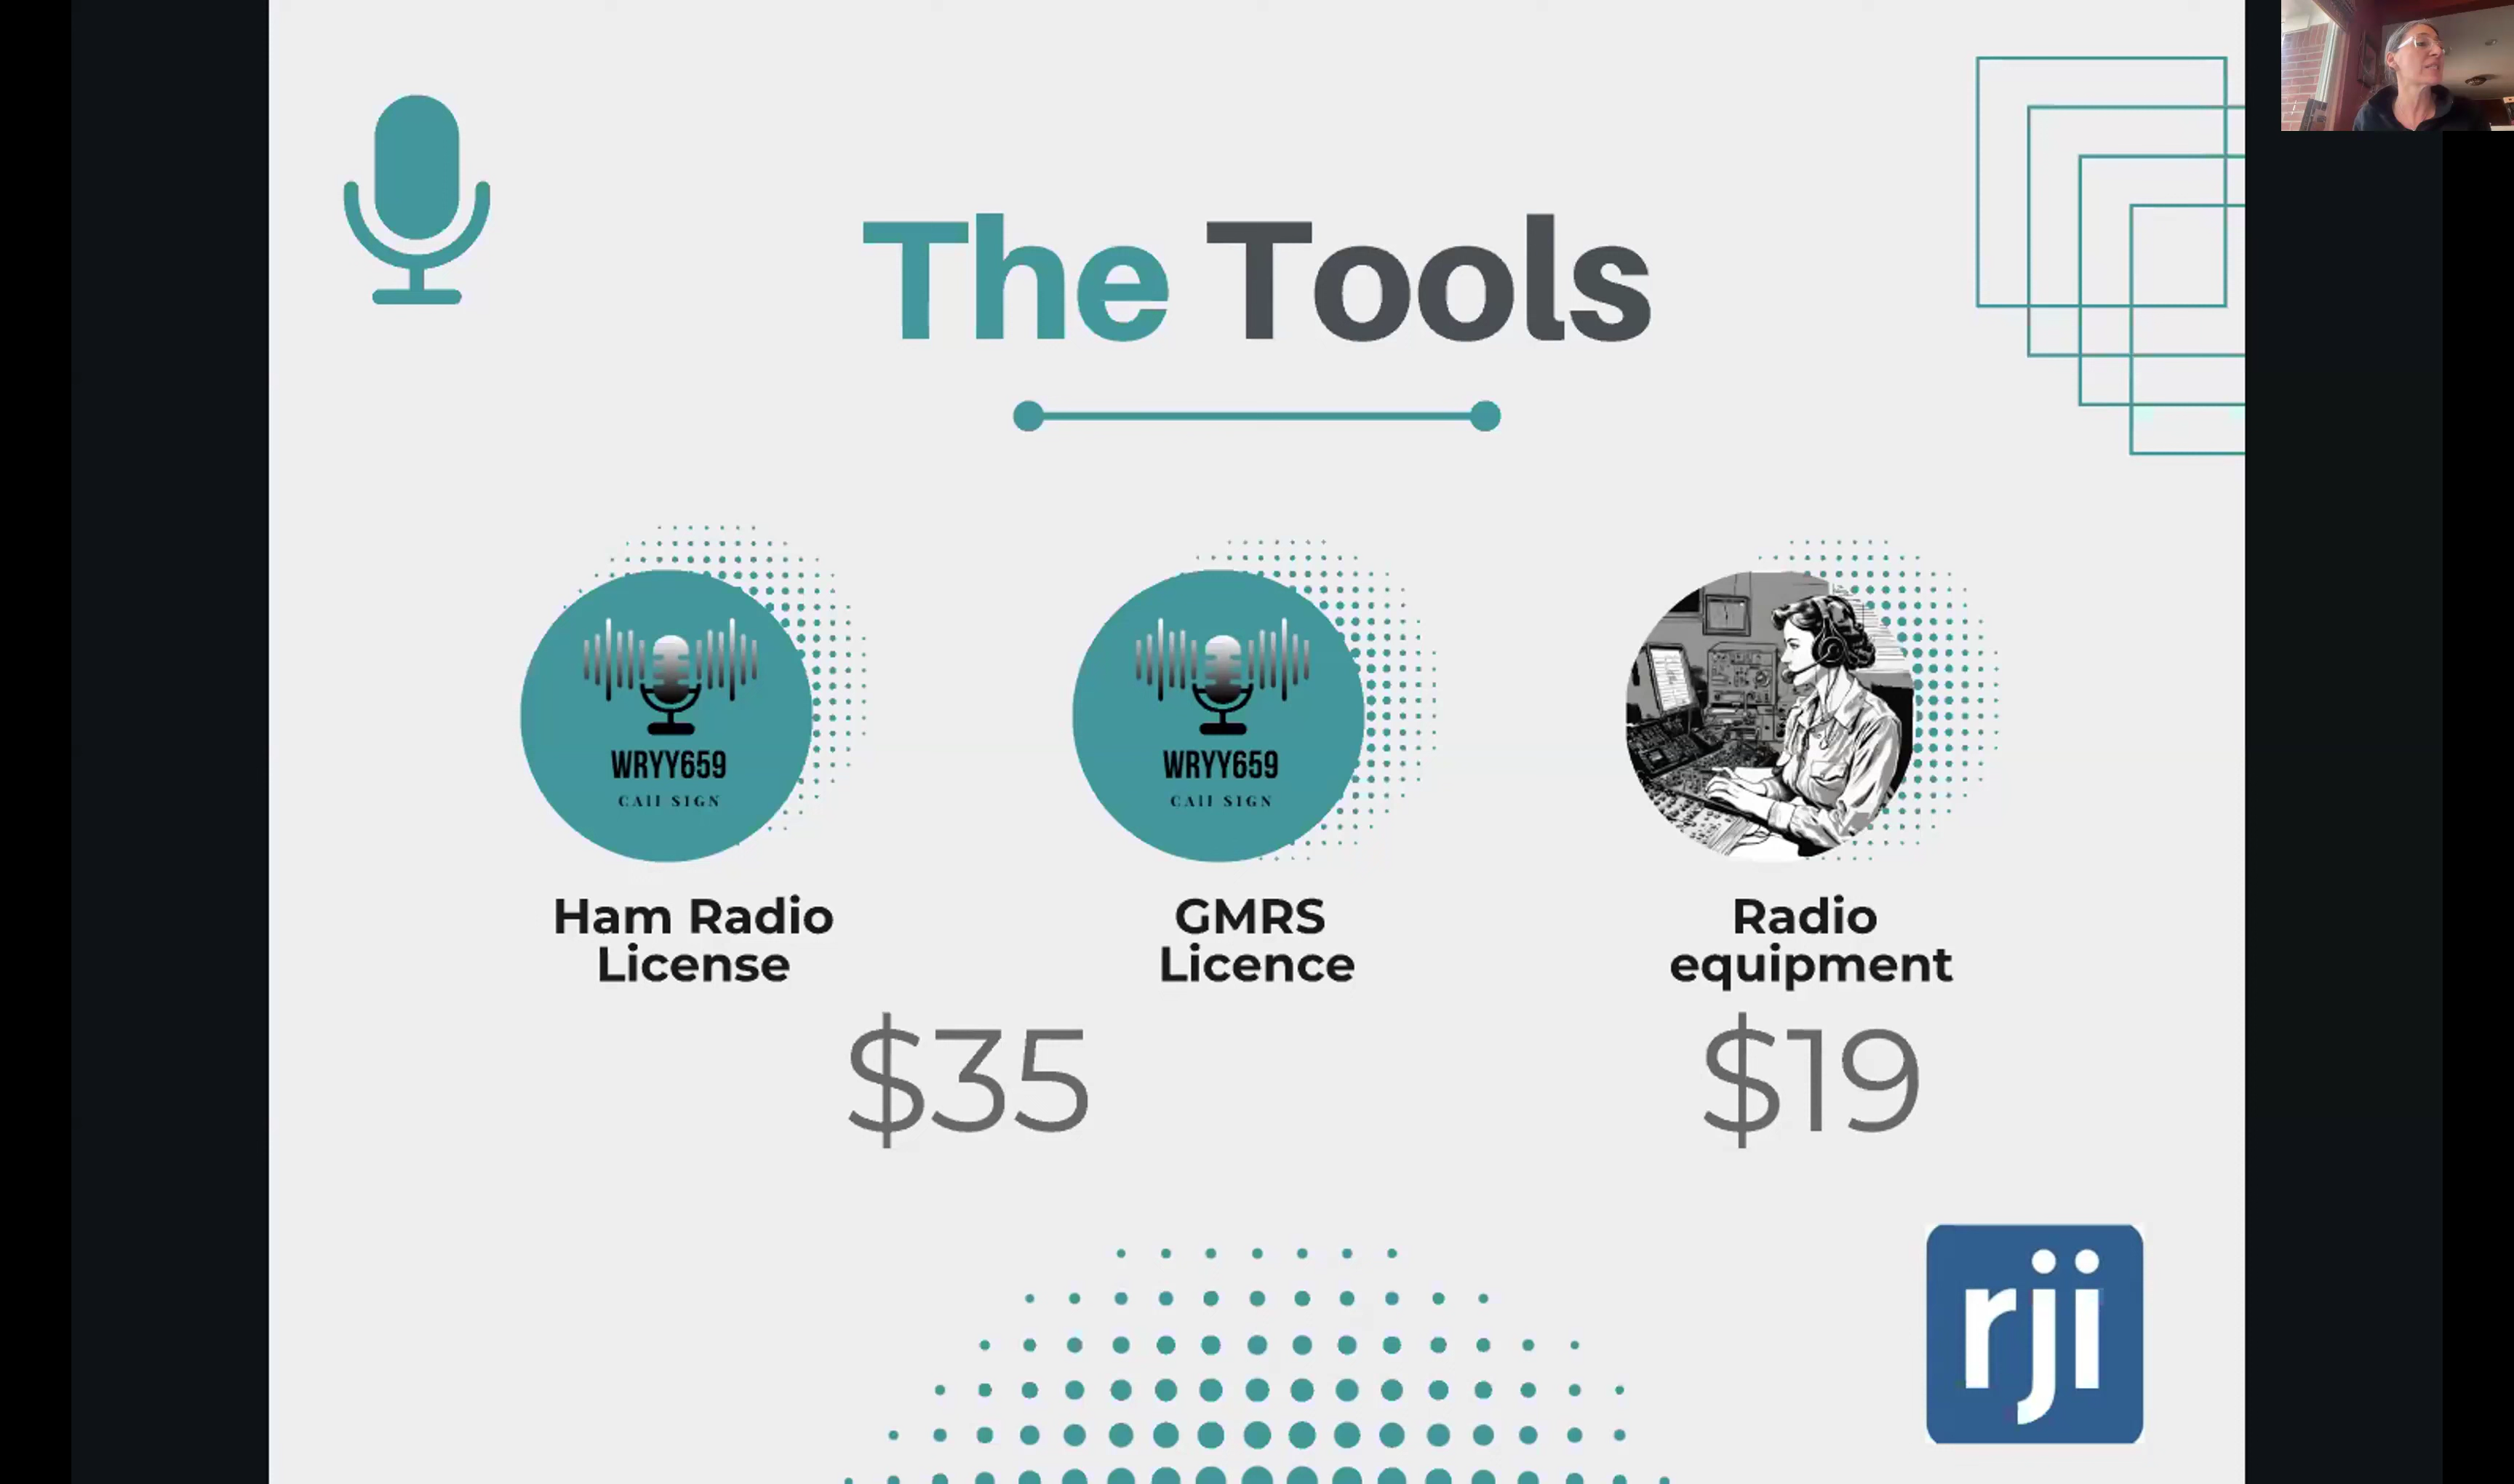 The Tools
WRYY659
CAll SIGN
WRYY659
CAll SIGN
Ham Radio
License
GMRS
Licence
Radio
equipment
$35
$19
rji